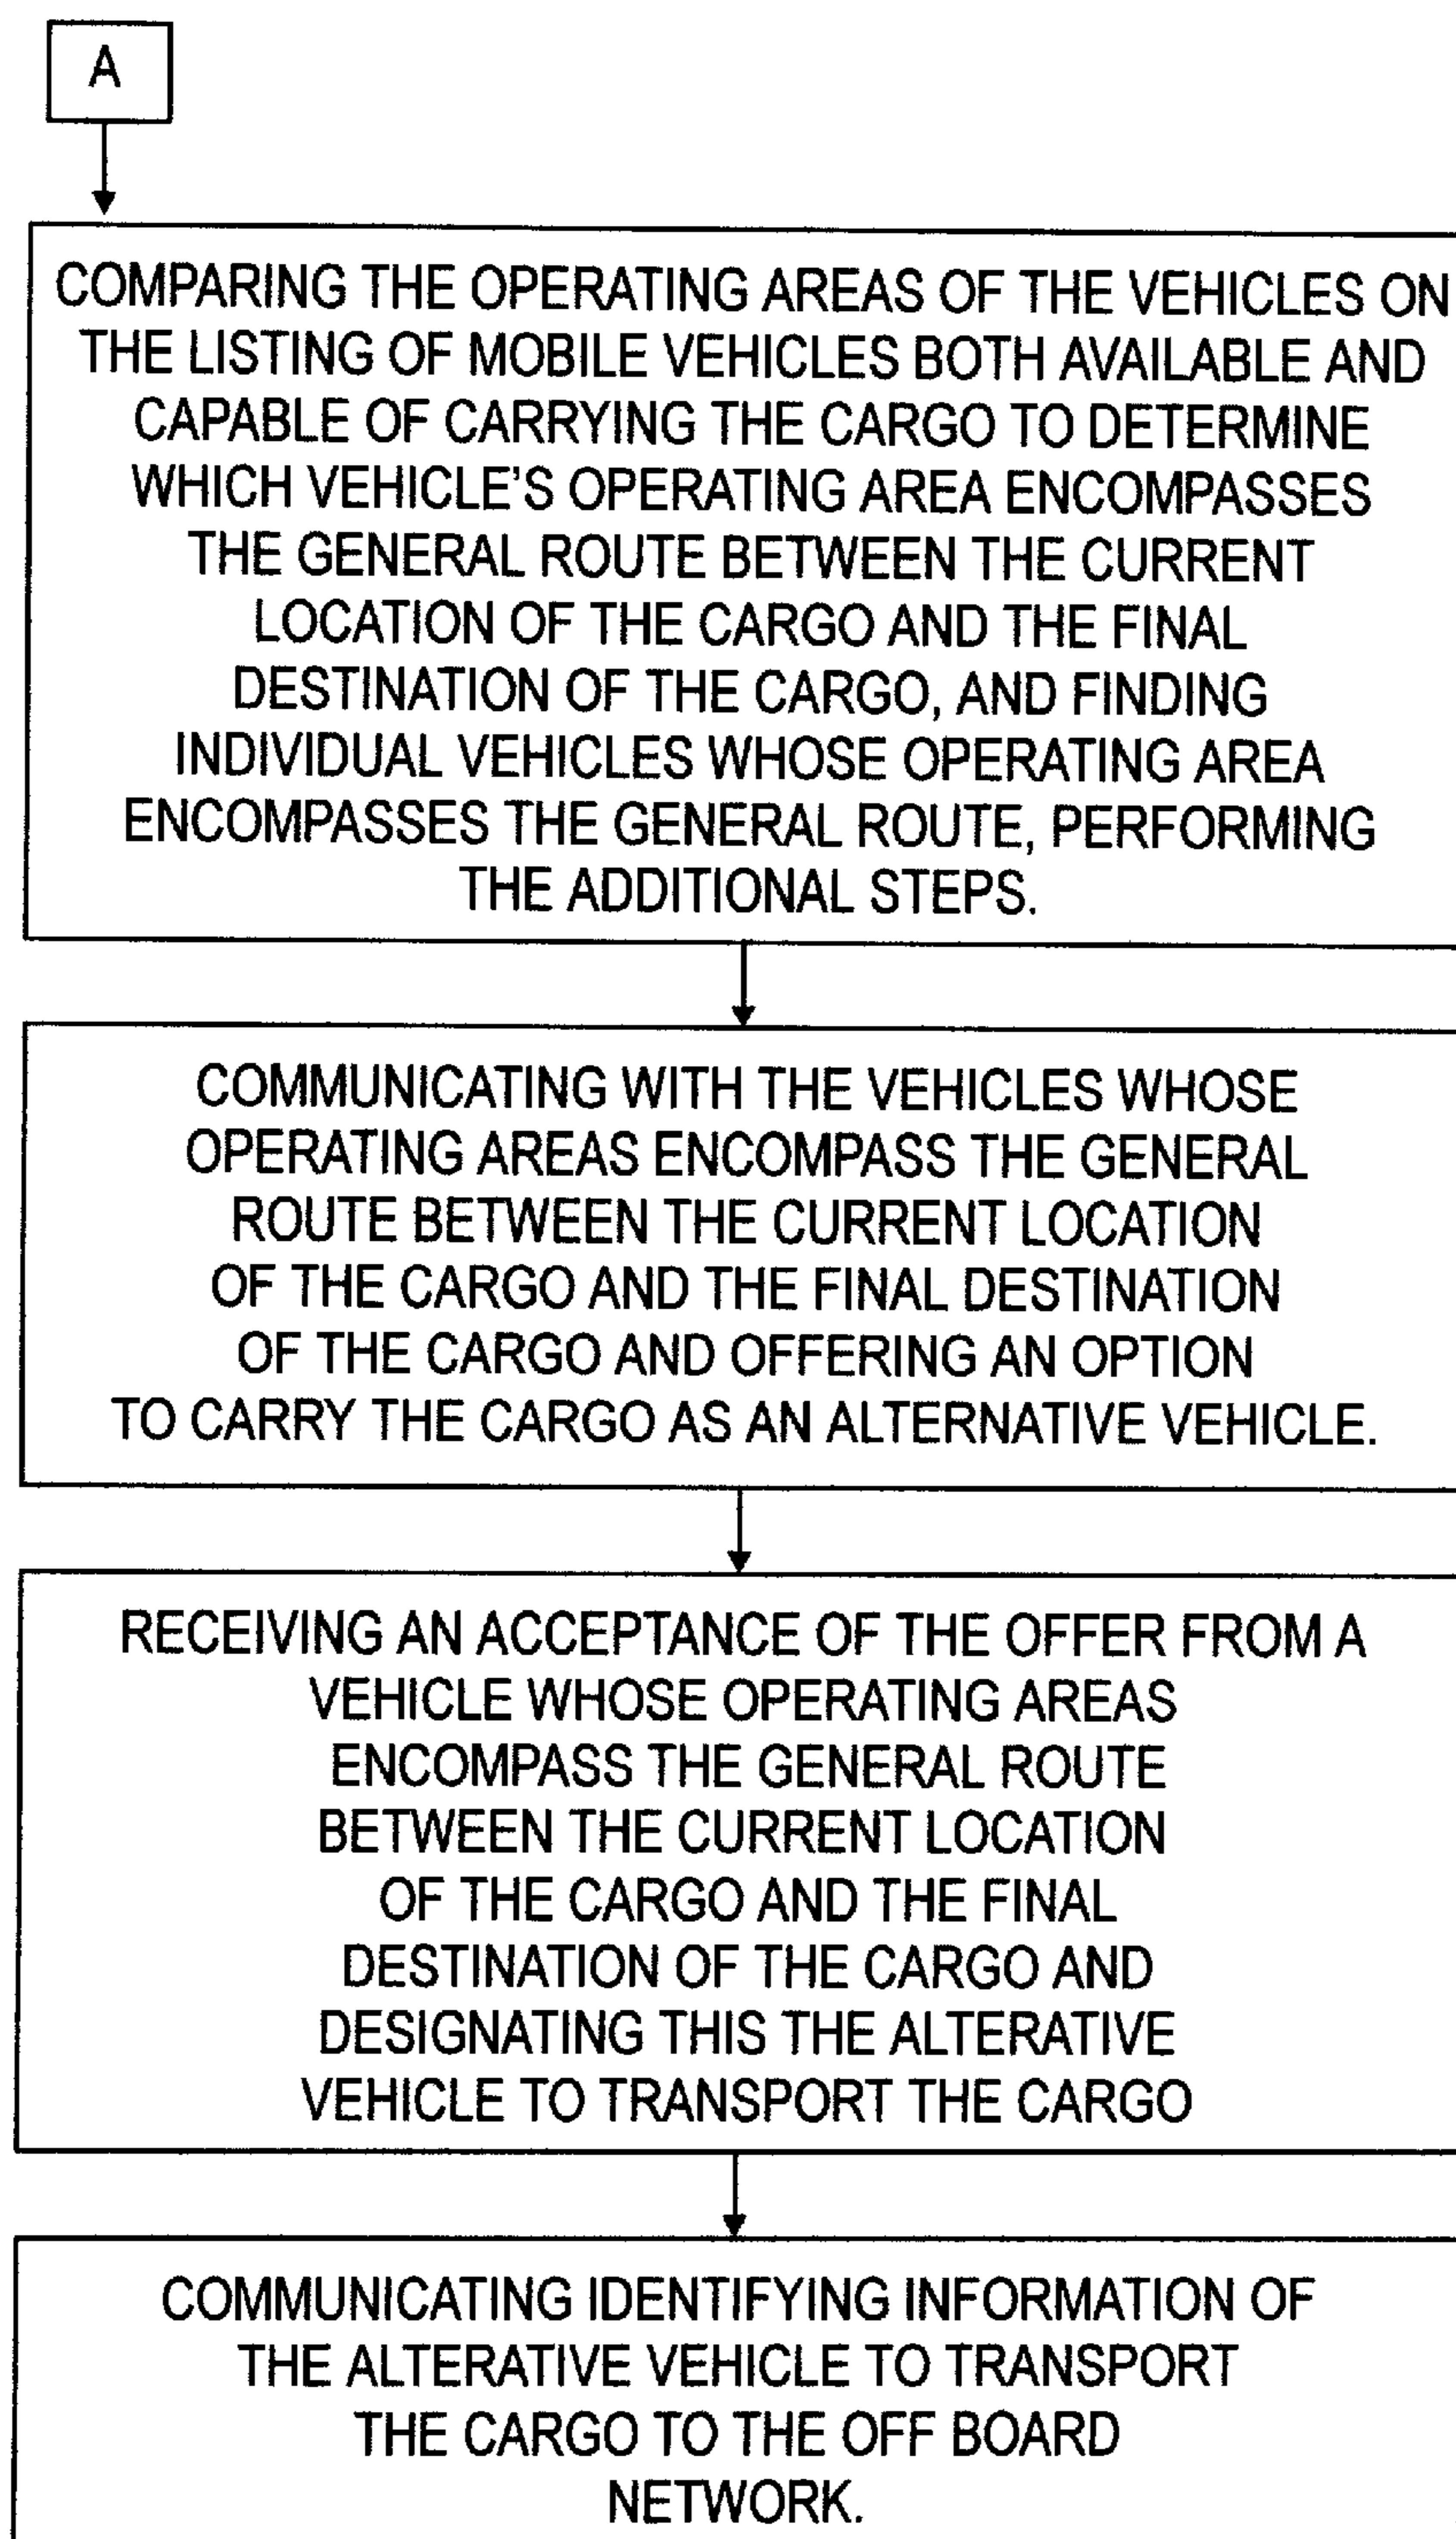 A
COMPARING THE OPERATING AREAS OF THE VEHICLES ON
THE LISTING OF MOBILE VEHICLES BOTH AVAILABLE AND
CAPABLE OF CARRYING THE CARGO TO DETERMINE
WHICH VEHICLE'S OPERATING AREA ENCOMPASSES
THE GENERAL ROUTE BETWEEN THE CURRENT
LOCATION OF THE CARGO AND THE FINAL
DESTINATION OF THE CARGO, AND FINDING
INDIVIDUAL VEHICLES WHOSE OPERATING AREA
ENCOMPASSES THE GENERAL ROUTE, PERFORMING
THE ADDITIONAL STEPS.
COMMUNICATING WITH THE VEHICLES WHOSE
OPERATING AREAS ENCOMPASS THE GENERAL
ROUTE BETWEEN THE CURRENT LOCATION
OF THE CARGO AND THE FINAL DESTINATION
OF THE CARGO AND OFFERING AN OPTION
TO CARRY THE CARGO AS AN ALTERNATIVE VEHICLE.
RECEIVING AN ACCEPTANCE OF THE OFFER FROM A
VEHICLE WHOSE OPERATING AREAS
ENCOMPASS THE GENERAL ROUTE
BETWEEN THE CURRENT LOCATION
OF THE CARGO AND THE FINAL
DESTINATION OF THE CARGO AND
DESIGNATING THIS THE ALTERATIVE
VEHICLE TO TRANSPORT THE CARGO
COMMUNICATING IDENTIFYING INFORMATION OF
THE ALTERATIVE VEHICLE TO TRANSPORT
THE CARGO TO THE OFF BOARD
NETWORK.